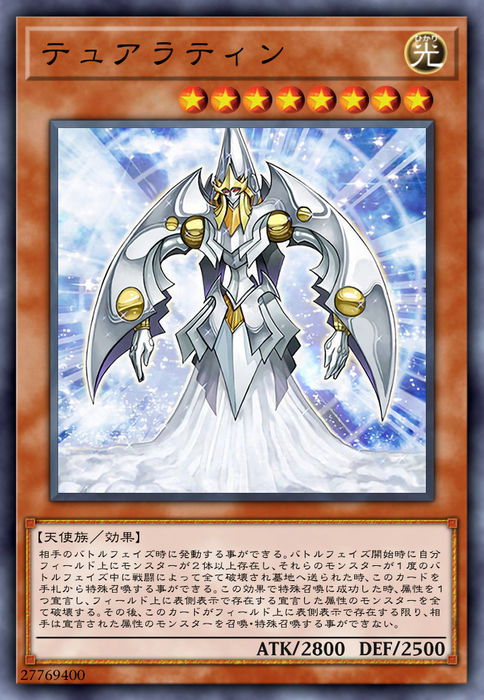 テュアラティン
ひかり
光
【天使族／効果】
相手のバトルフェイズ時に発動する事ができる。バトルフェイズ開始時に自分
フィールド上にモンスターが２体以上存在し、それらのモンスターが１度のバ
トルフェイズ中に戦闘によって全て破壊され墓地へ送られた時、このカードを
手札から特殊召喚する事ができる。この効果で特殊召喚に成功した時、属性を１
つ宣言し、フィールド上に表側表示で存在する宣言した属性のモンスターを全
て破壊する。その後、このカードがフィールド上に表側表示で存在する限り、相
手は宣言された属性のモンスターを召喚・特殊召喚する事ができない。
ATK/2800 DEF/2500
27769400